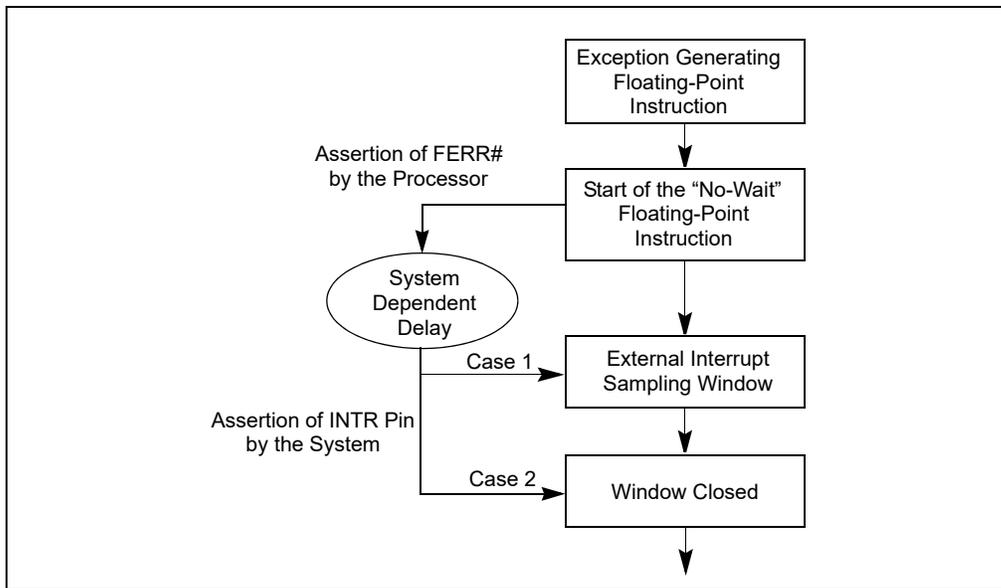 Exception Generating
Floating-Point
Instruction
Assertion of FERR#
by the Processor
Start of the “No-Wait”
Floating-Point
Instruction
System
Dependent
Delay
Case 1
External Interrupt
Sampling Window
Assertion of INTR Pin
by the System
Case 2
Window Closed